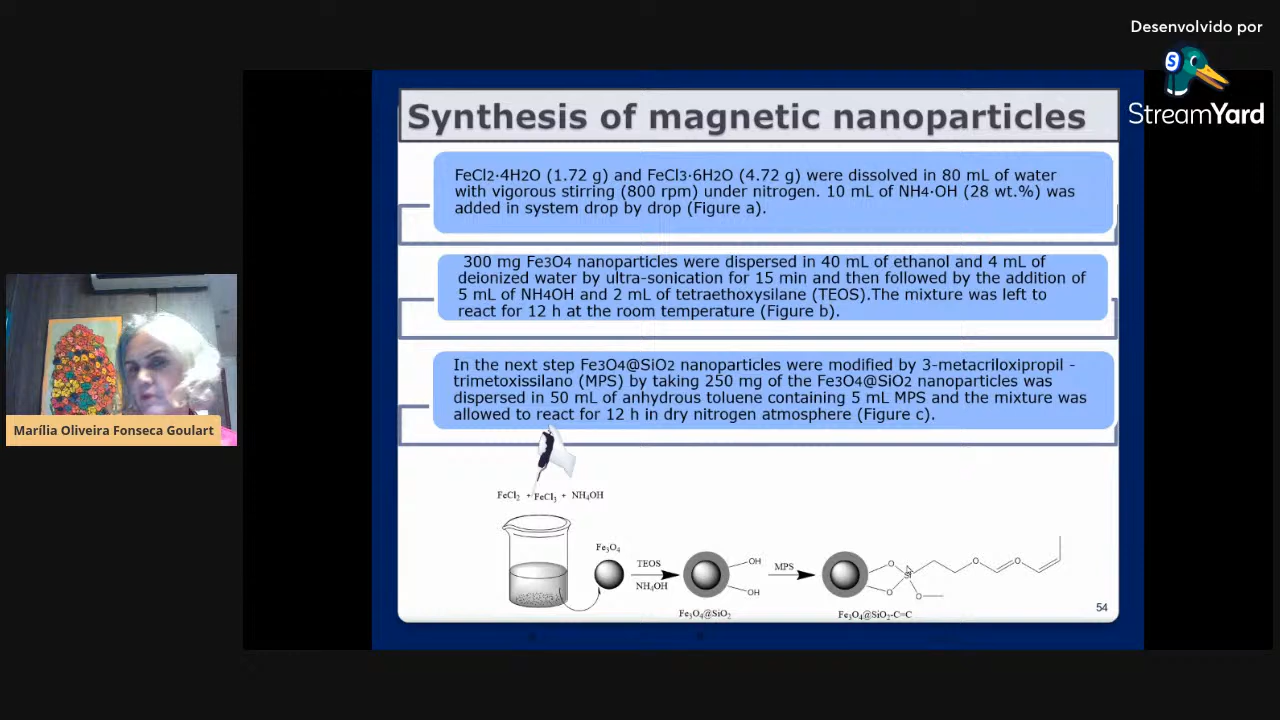 Desenvolvido por
StreamYard
Synthesis of magnetic nanoparticles
FeCl2·4H2O (1.72 g) and FeCl3·6H2O (4.72 g) were dissolved in 80 mL of water
with vigorous stirring (800 rpm) under nitrogen. 10 mL of NH4·OH (28 wt.%) was
added in system drop by drop (Figure a).
300 mg Fe3O4 nanoparticles were dispersed in 40 mL of ethanol and 4 mL of
deionized water by ultra-sonication for 15 min and then followed by the addition of
5 mL of NH4OH and 2 mL of tetraethoxysilane (TEOS).The mixture was left to
react for 12 h at the room temperature (Figure b).
In the next step Fe3O4@SiO2 nanoparticles were modified by 3-metacriloxipropil -
trimetoxissilano (MPS) by taking 250 mg of the Fe3O4@SiO2 nanoparticles was
dispersed in 50 mL of anhydrous toluene containing 5 mL MPS and the mixture was
allowed to react for 12 h in dry nitrogen atmosphere (Figure c).
Marília Oliveira Fonseca Goulart
FeCl2 + FeCl3 + NH4OH
Fe3O4
TEOS
NH4OH
OH
OH
Fe3O4@SiO2
MPS
O
O
Si
O
O
O
Fe3O4@SiO2-C=C
54